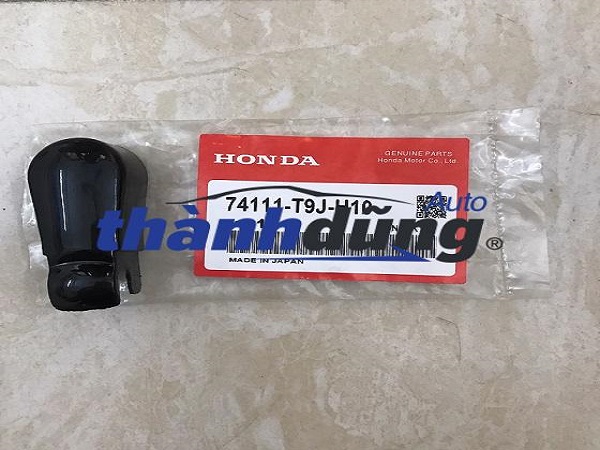 GENUINE PARTS
HONDA
Honda Motor Co., Ltd.
74111-T9J-H10
Auto
thànhdũng®
MADE IN JAPAN